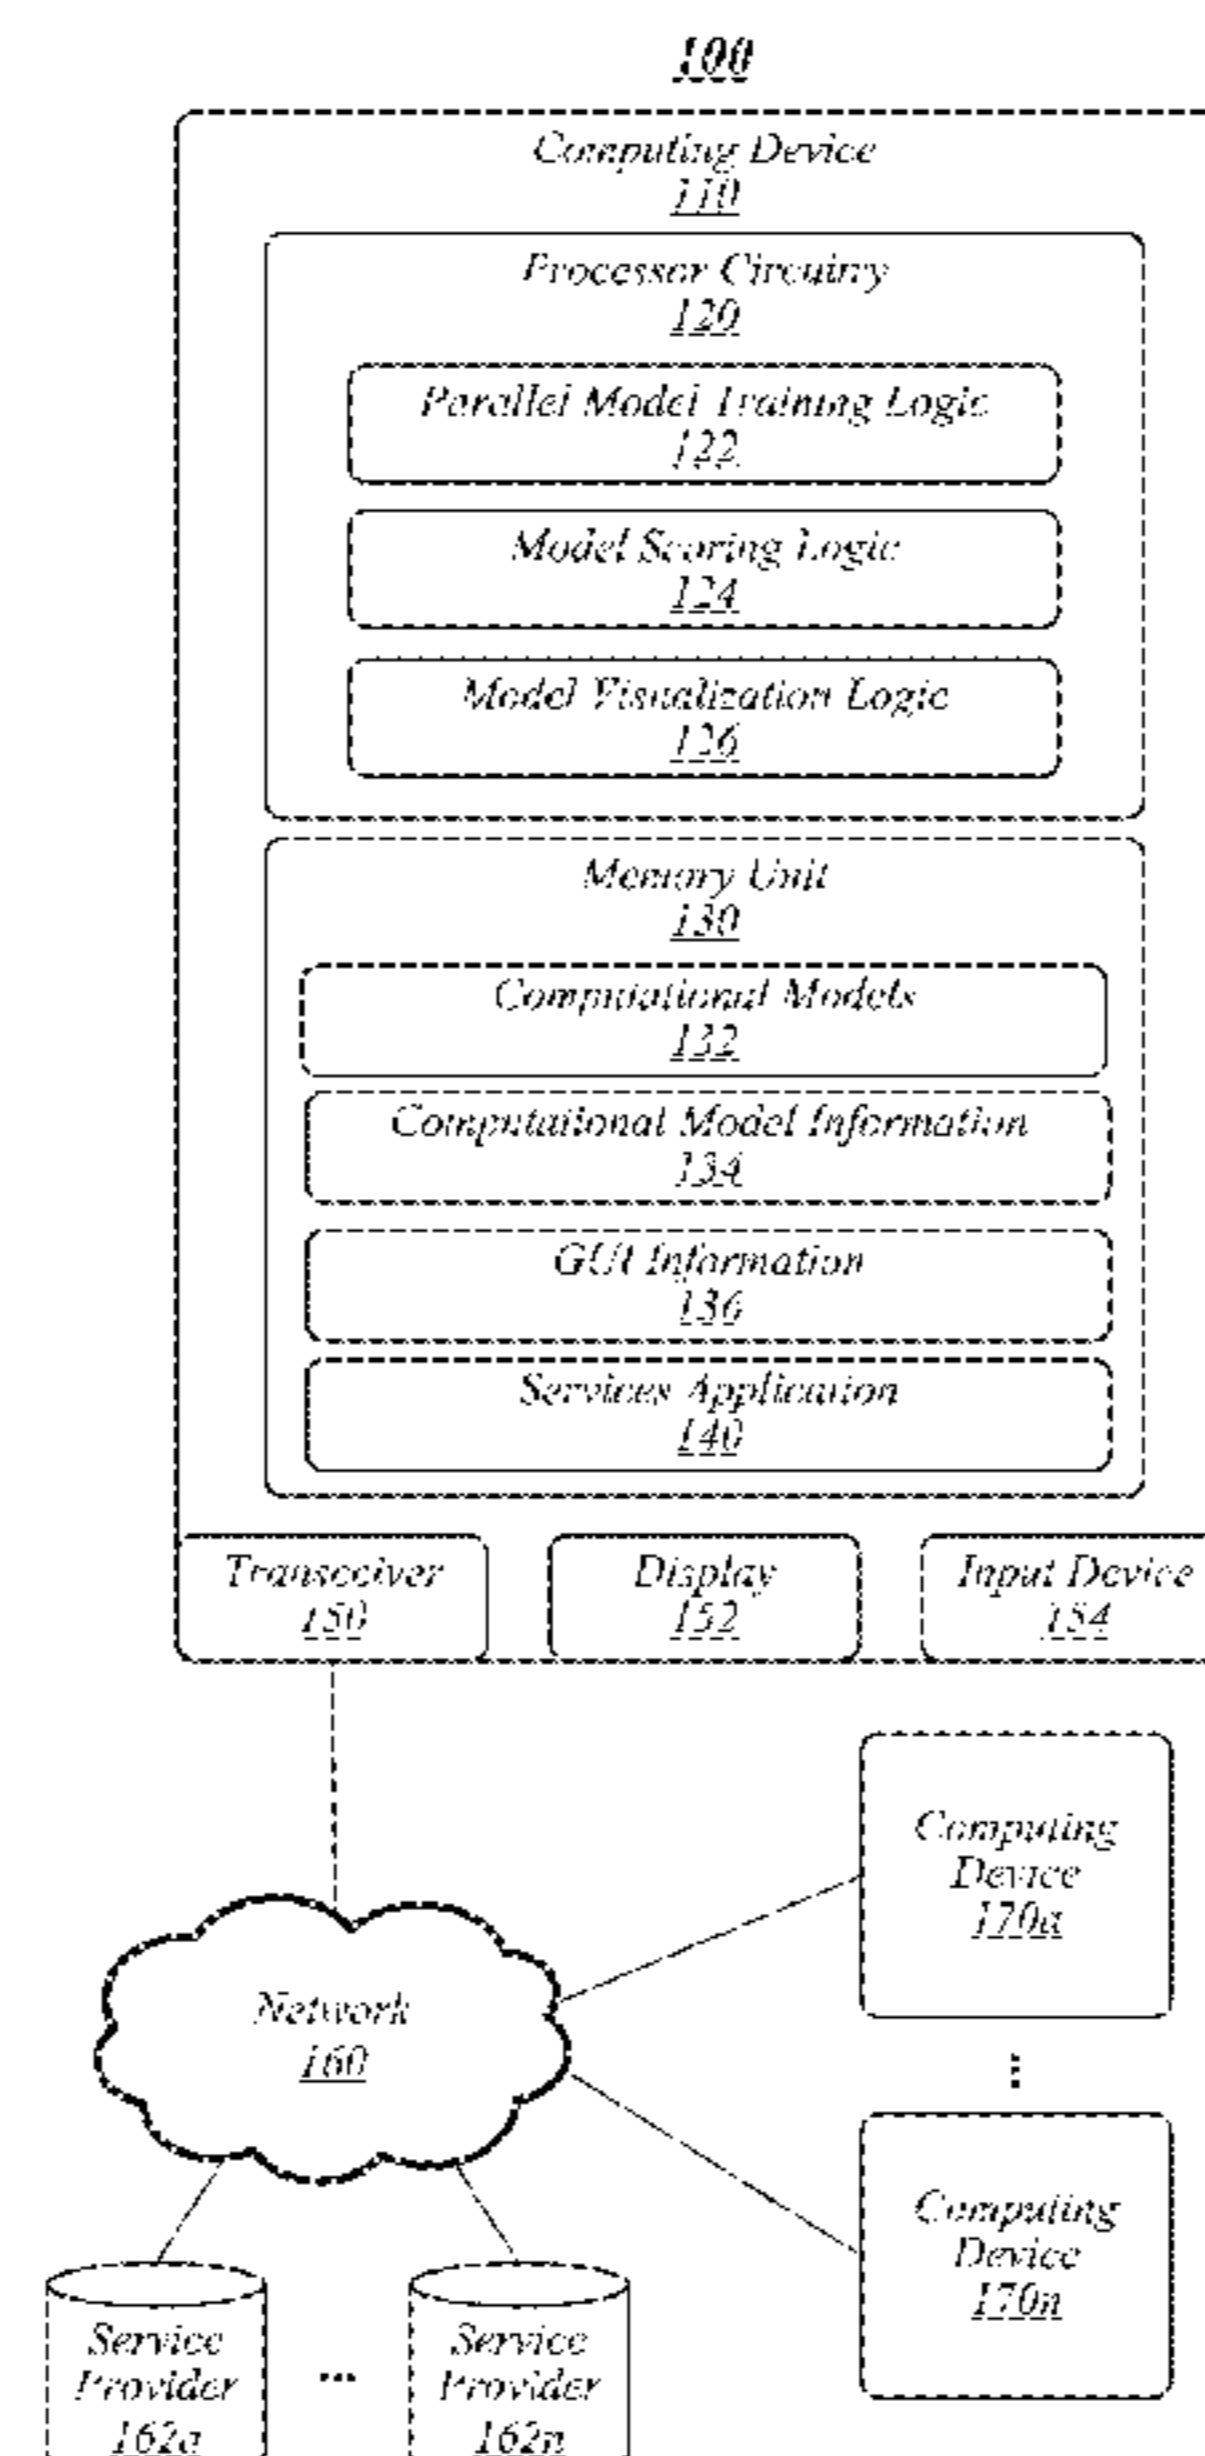 100
Computing Device
110
Processor Circuitry
120
Parallel Model Training Logic
122
Model Scoring Logic
124
Model Visualization Logic
126
Memory Unit
130
Computational Models
132
Computational Model Information
134
GUI Information
136
Services Application
140
Transceiver
150
Display
152
Input Device
154
Computing
Device
170a
Network
160
...
Computing
Device
170n
Service
Provider
162a
...
Service
Provider
162n